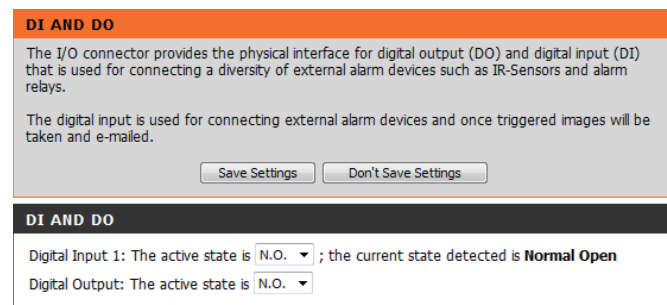 DI AND DO
The I/O connector provides the physical interface for digital output (DO) and digital input (DI)
that is used for connecting a diversity of external alarm devices such as IR-Sensors and alarm
relays.
The digital input is used for connecting external alarm devices and once triggered images will be
taken and e-mailed.
Save Settings Don't Save Settings
DI AND DO
Digital Input 1: The active state is N.O. ; the current state detected is Normal Open
Digital Output: The active state is N.O.